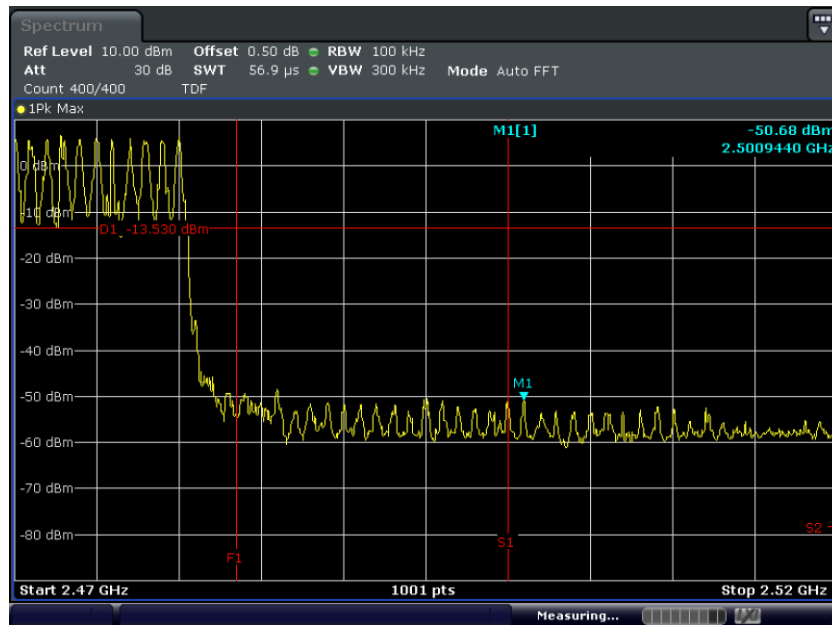 Spectrum
Ref Level 10.00 dBm Offset 0.50 dB RBW 100 kHz
Att 30 dB SWT 56.9 µs VBW 300 kHz Mode Auto FFT
Count 400/400 TDF
1Pk Max
M1[1] -50.68 dBm
2.5009440 GHz
0 dBm
-10 dBm
D1 -13.530 dBm
-20 dBm
-30 dBm
-40 dBm
M1
-50 dBm
-60 dBm
-70 dBm
S2
-80 dBm
S1
F1
Start 2.47 GHz 1001 pts Stop 2.52 GHz
Measuring...